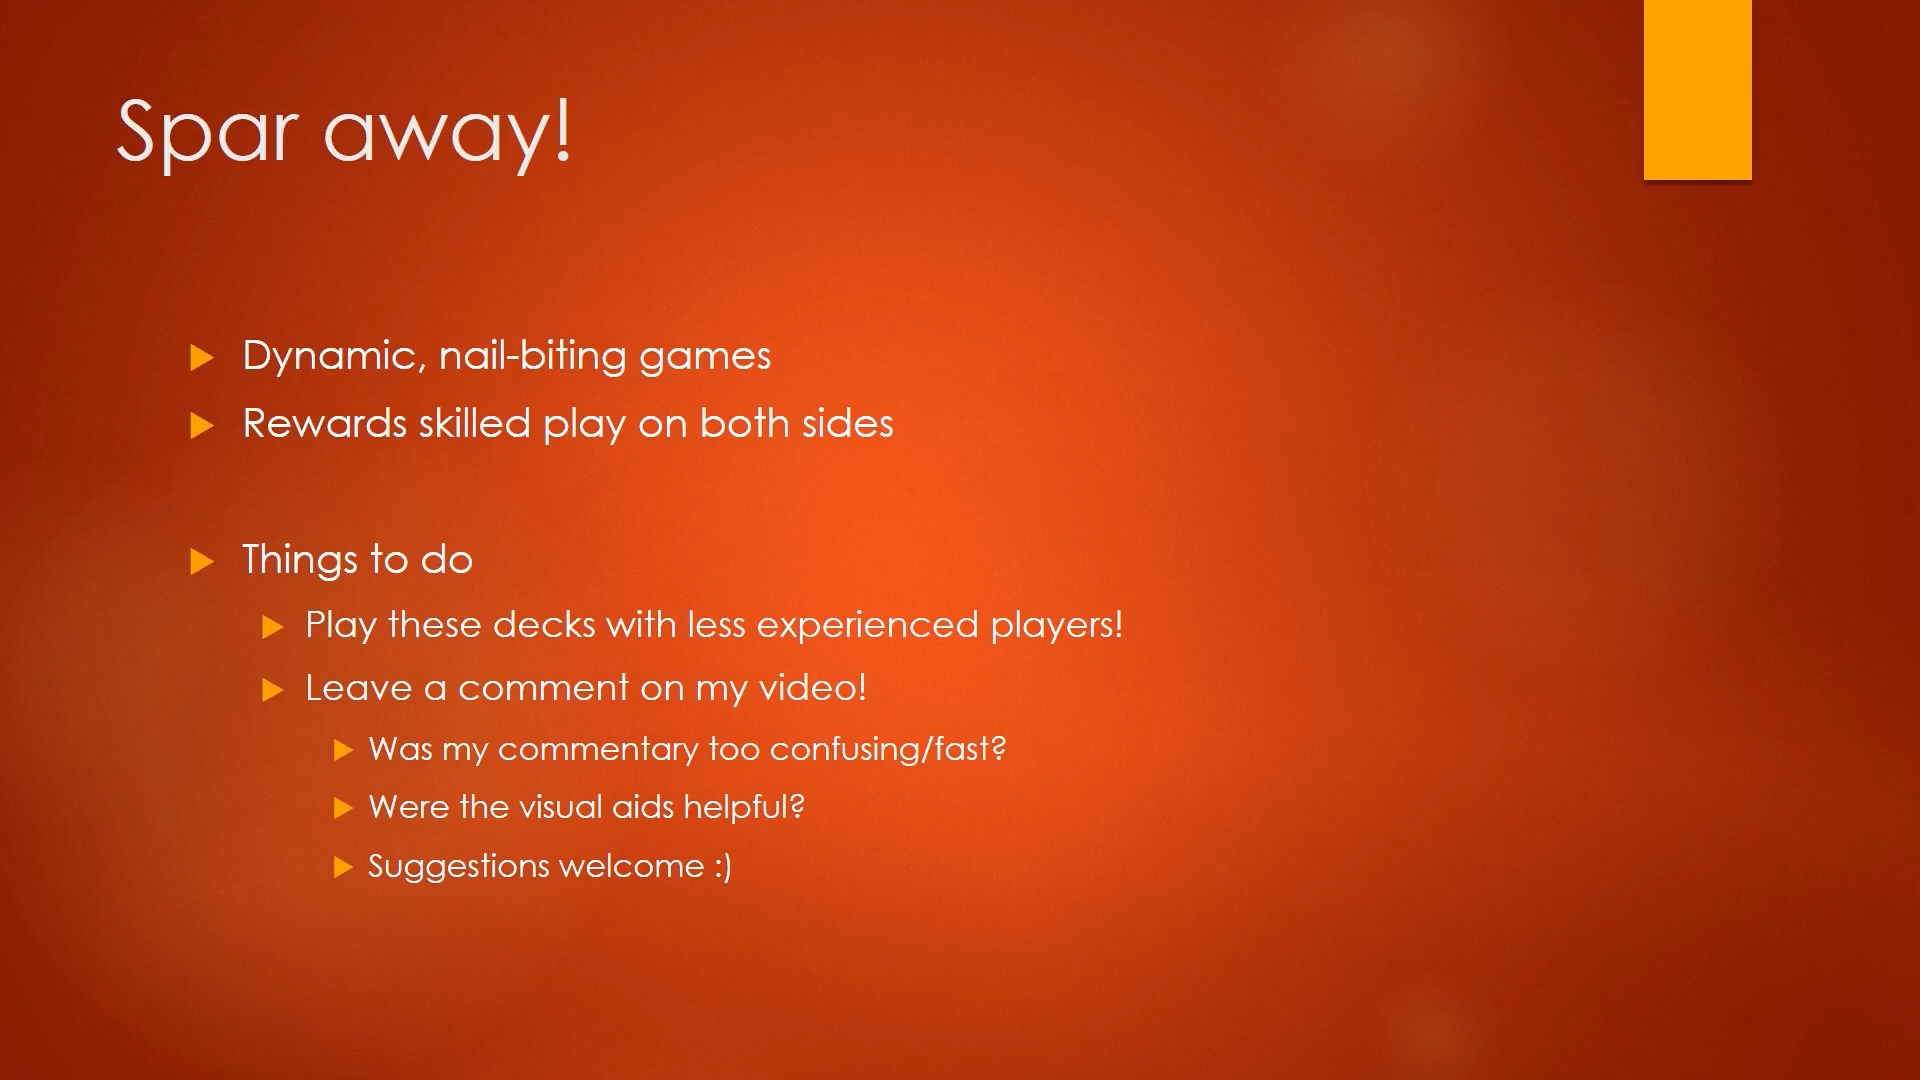 Spar away!
Dynamic, nail-biting games
Rewards skilled play on both sides
Things to do
Play these decks with less experienced players!
Leave a comment on my video!
Was my commentary too confusing/fast?
Were the visual aids helpful?
Suggestions welcome :)